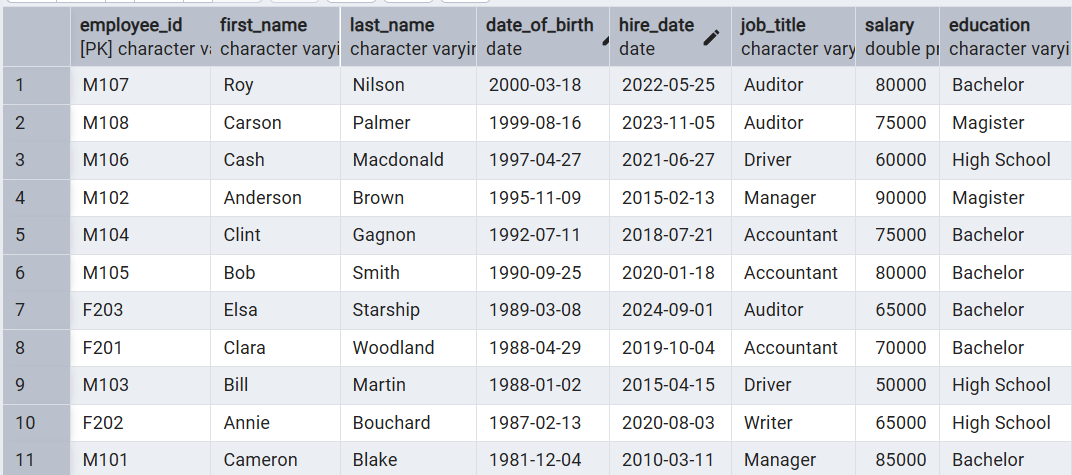 employee_id first_name last_name date_of_birth hire_date job_title salary education
[PK] character va character varyi character varyin date date character vary double pr character varyi
1 M107 Roy Nilson 2000-03-18 2022-05-25 Auditor 80000 Bachelor
2 M108 Carson Palmer 1999-08-16 2023-11-05 Auditor 75000 Magister
3 M106 Cash Macdonald 1997-04-27 2021-06-27 Driver 60000 High School
4 M102 Anderson Brown 1995-11-09 2015-02-13 Manager 90000 Magister
5 M104 Clint Gagnon 1992-07-11 2018-07-21 Accountant 75000 Bachelor
6 M105 Bob Smith 1990-09-25 2020-01-18 Accountant 80000 Bachelor
7 F203 Elsa Starship 1989-03-08 2024-09-01 Auditor 65000 Bachelor
8 F201 Clara Woodland 1988-04-29 2019-10-04 Accountant 70000 Bachelor
9 M103 Bill Martin 1988-01-02 2015-04-15 Driver 50000 High School
10 F202 Annie Bouchard 1987-02-13 2020-08-03 Writer 65000 High School
11 M101 Cameron Blake 1981-12-04 2010-03-11 Manager 85000 Bachelor